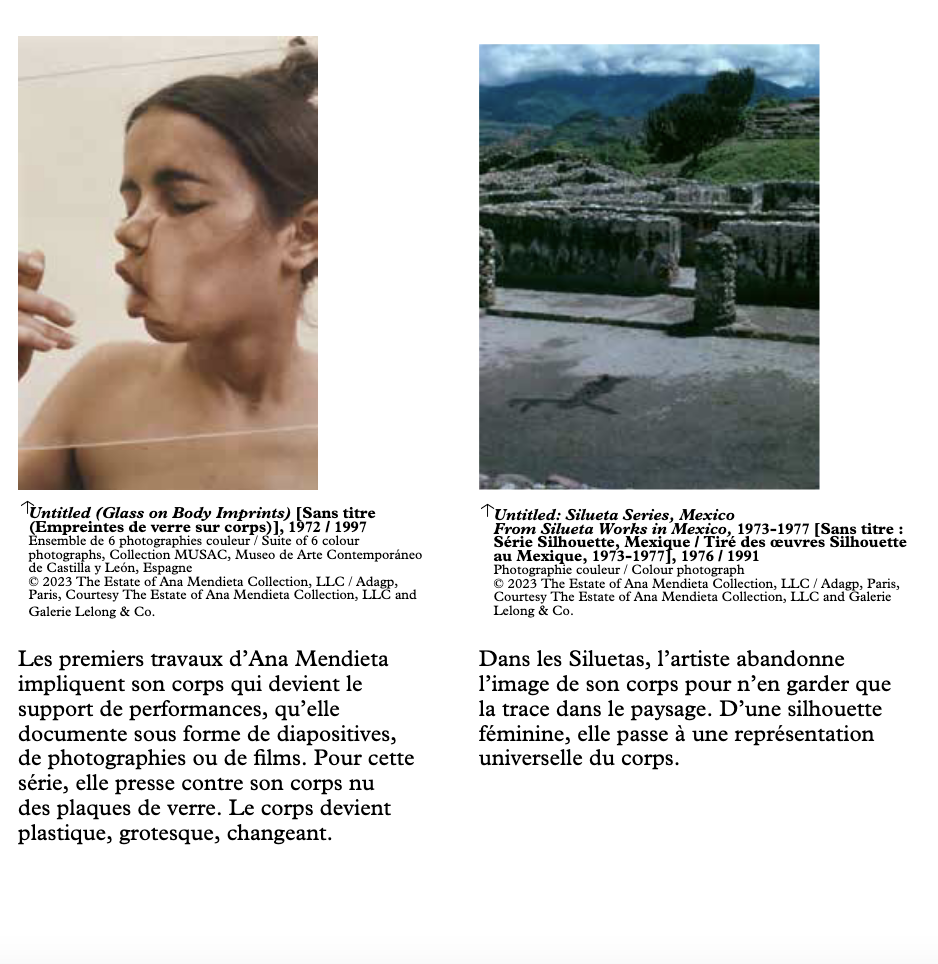 Untitled (Glass on Body Imprints) [Sans titre
(Empreintes de verre sur corps)], 1972 / 1997
Ensemble de 6 photographies couleur / Suite of 6 colour
photographs, Collection MUSAC, Museo de Arte Contemporáneo
de Castilla y León, Espagne
© 2023 The Estate of Ana Mendieta Collection, LLC / Adagp,
Paris, Courtesy The Estate of Ana Mendieta Collection, LLC and
Galerie Lelong & Co.
Les premiers travaux d’Ana Mendieta
impliquent son corps qui devient le
support de performances, qu’elle
documente sous forme de diapositives,
de photographies ou de films. Pour cette
série, elle presse contre son corps nu
des plaques de verre. Le corps devient
plastique, grotesque, changeant.
Untitled: Silueta Series, Mexico
From Silueta Works in Mexico, 1973-1977 [Sans titre :
Série Silhouette, Mexique / Tiré des œuvres Silhouette
au Mexique, 1973-1977], 1976 / 1991
Photographie couleur / Colour photograph
© 2023 The Estate of Ana Mendieta Collection, LLC / Adagp, Paris,
Courtesy The Estate of Ana Mendieta Collection, LLC and Galerie
Lelong & Co.
Dans les Siluetas, l’artiste abandonne
l’image de son corps pour n’en garder que
la trace dans le paysage. D’une silhouette
féminine, elle passe à une représentation
universelle du corps.